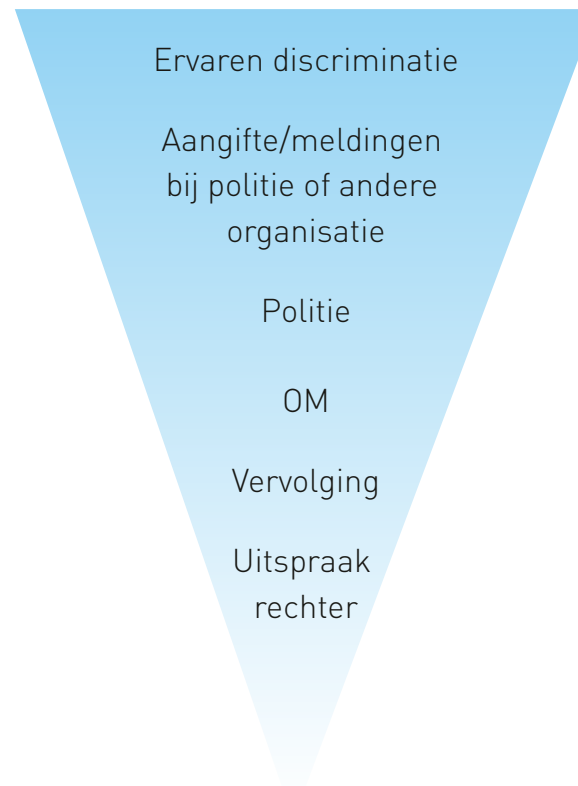 Ervaren discriminatie
Aangifte/meldingen
bij politie of andere
organisatie
Politie
OM
Vervolging
Uitspraak
rechter